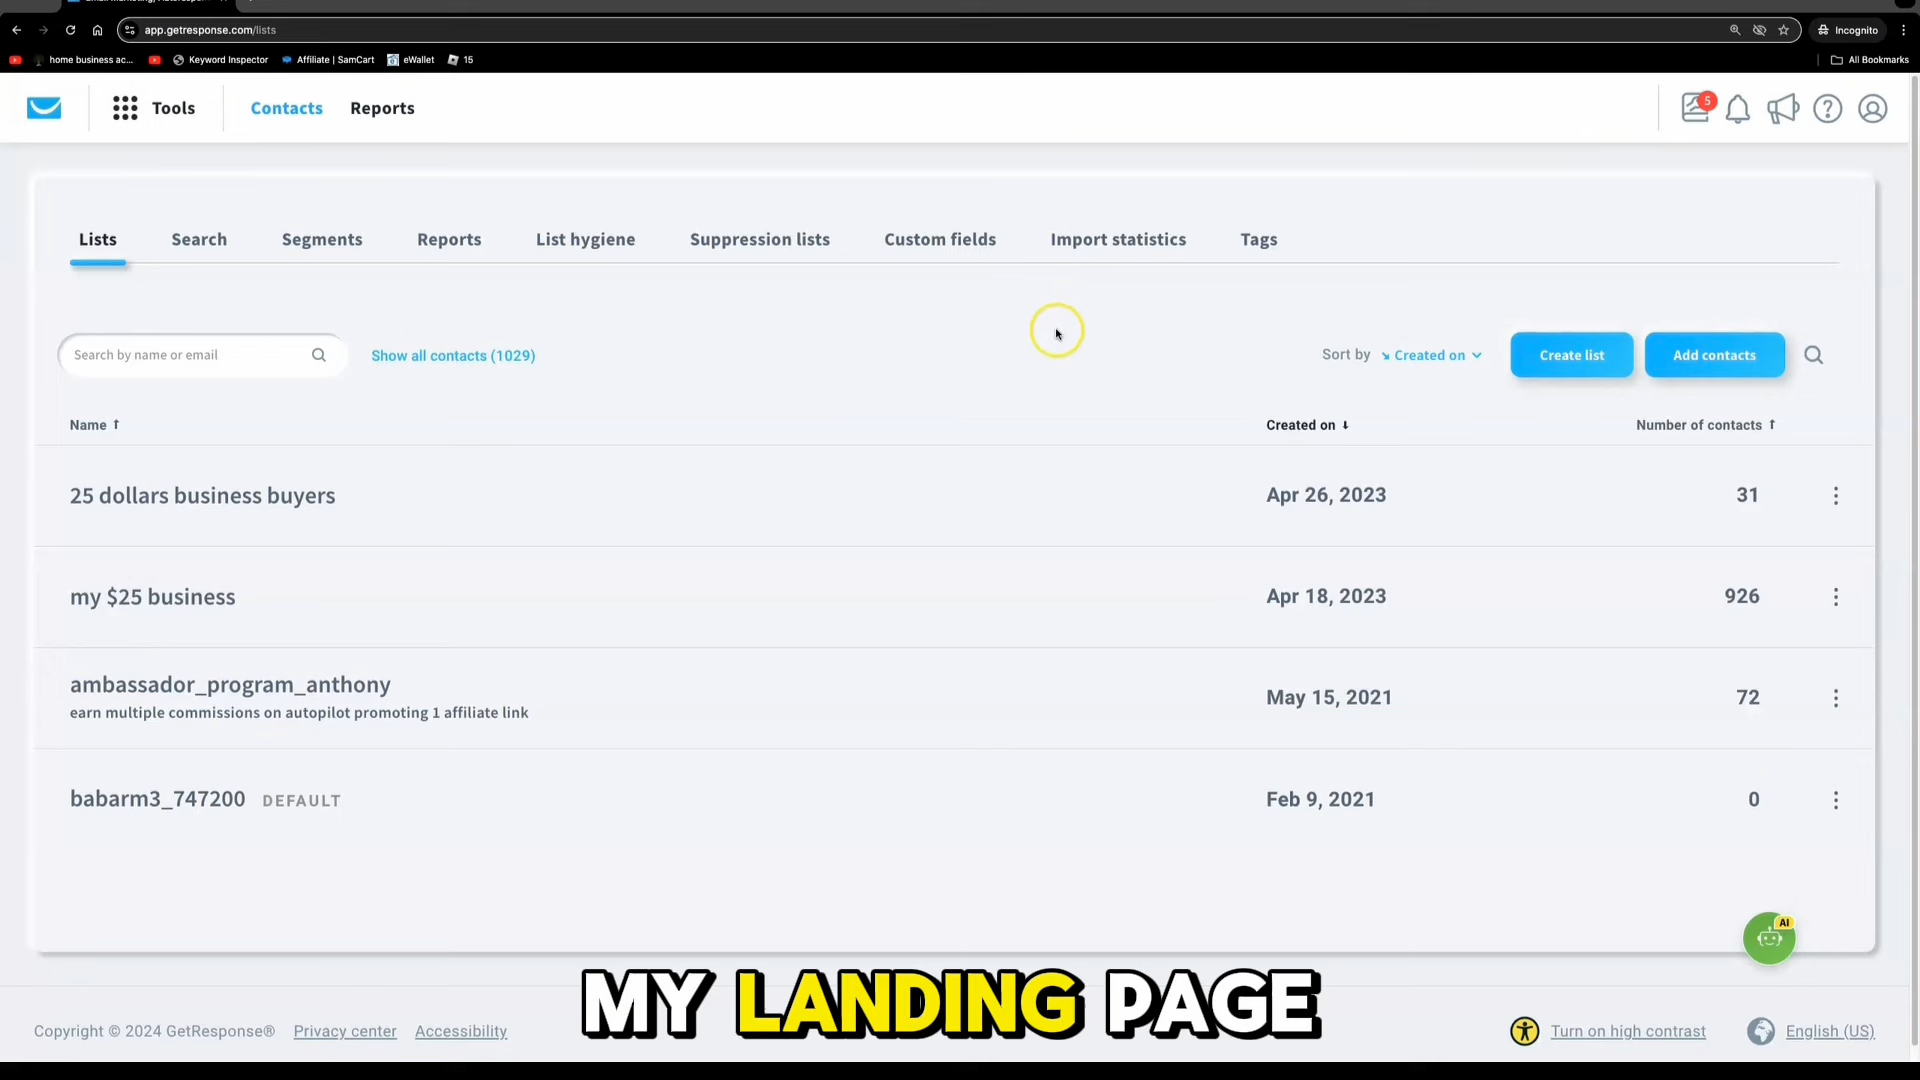 app.getresponse.com/lists
Incognito
home business ac...
Keyword Inspector
Affiliate | SamCart
eWallet
15
All Bookmarks
Tools
Contacts
Reports
5
Lists
Search
Segments
Reports
List hygiene
Suppression lists
Custom fields
Import statistics
Tags
Search by name or email
Show all contacts (1029)
Sort by
Created on
Create list
Add contacts
Name
Created on
Number of contacts
25 dollars business buyers
Apr 26, 2023
31
my $25 business
Apr 18, 2023
926
ambassador_program_anthony
May 15, 2021
72
earn multiple commissions on autopilot promoting 1 affiliate link
babarm3_747200
DEFAULT
Feb 9, 2021
0
AI
MY LANDING PAGE
Copyright © 2024 GetResponse®
Privacy center
Accessibility
Turn on high contrast
English (US)